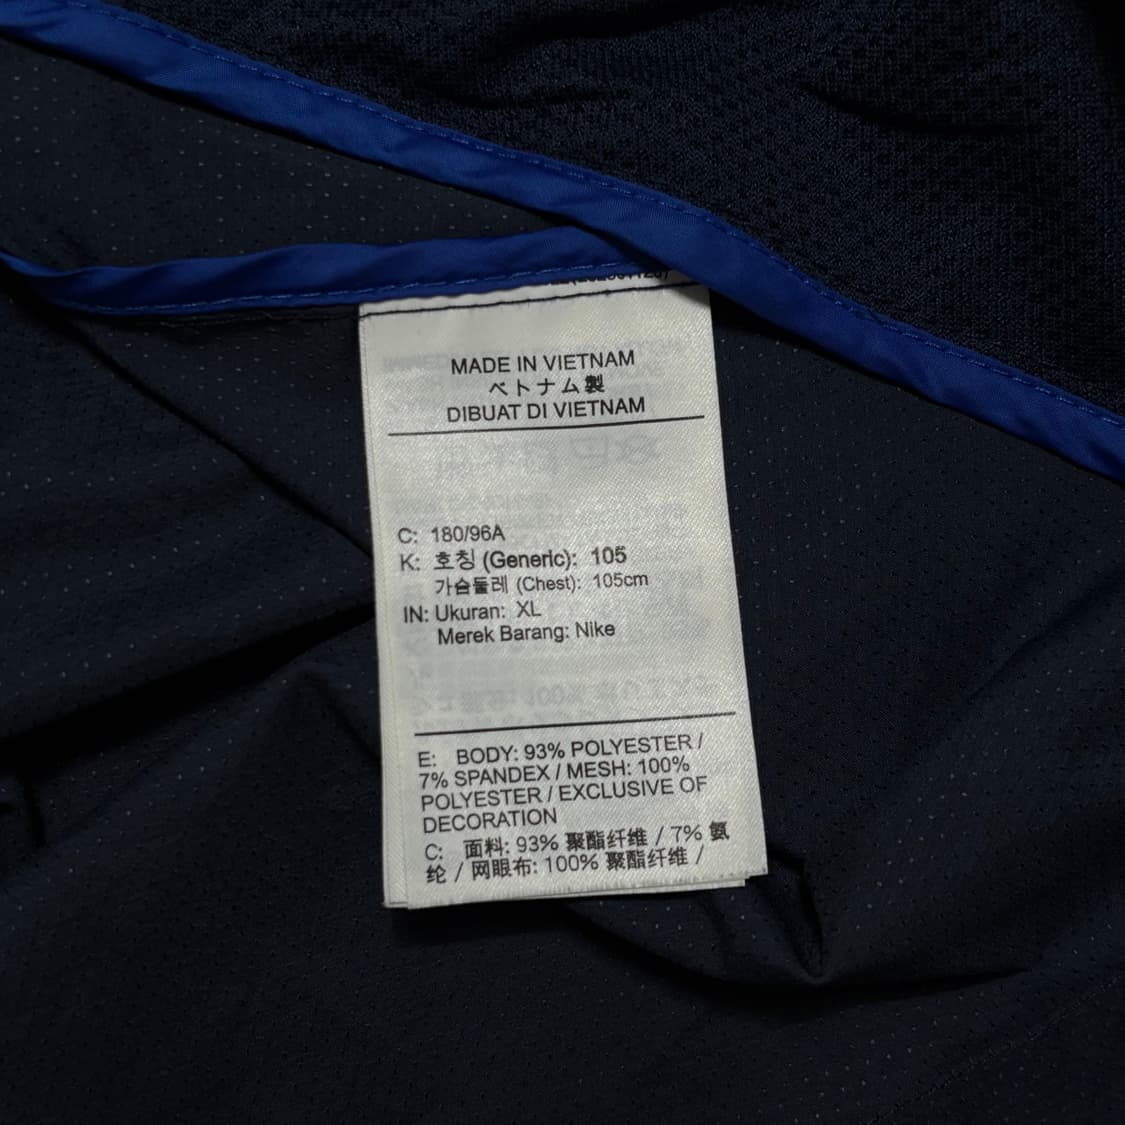 MADE IN VIETNAM
ベトナム製
DIBUAT DI VIETNAM
C: 180/96A
K: 호칭 (Generic): 105
가슴둘레 (Chest): 105cm
IN: Ukuran: XL
Merek Barang: Nike
E: BODY: 93% POLYESTER /
7% SPANDEX / MESH: 100%
POLYESTER / EXCLUSIVE OF
DECORATION
C: 面料: 93% 聚酯纤维 / 7% 氨
纶 / 网眼布: 100% 聚酯纤维 /